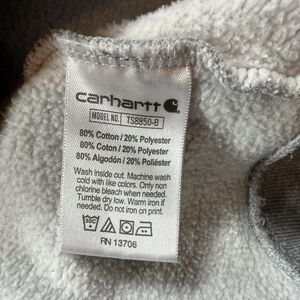 carhartt
MODEL NO. TS8850-B
80% Cotton / 20% Polyester
80% Coton / 20% Polyester
80% Algodón / 20% Poliéster
Wash inside out. Machine wash
cold with like colors. Only non
chlorine bleach when needed.
Tumble dry low. Warm iron if
needed. Do not iron on print.
RN 13706